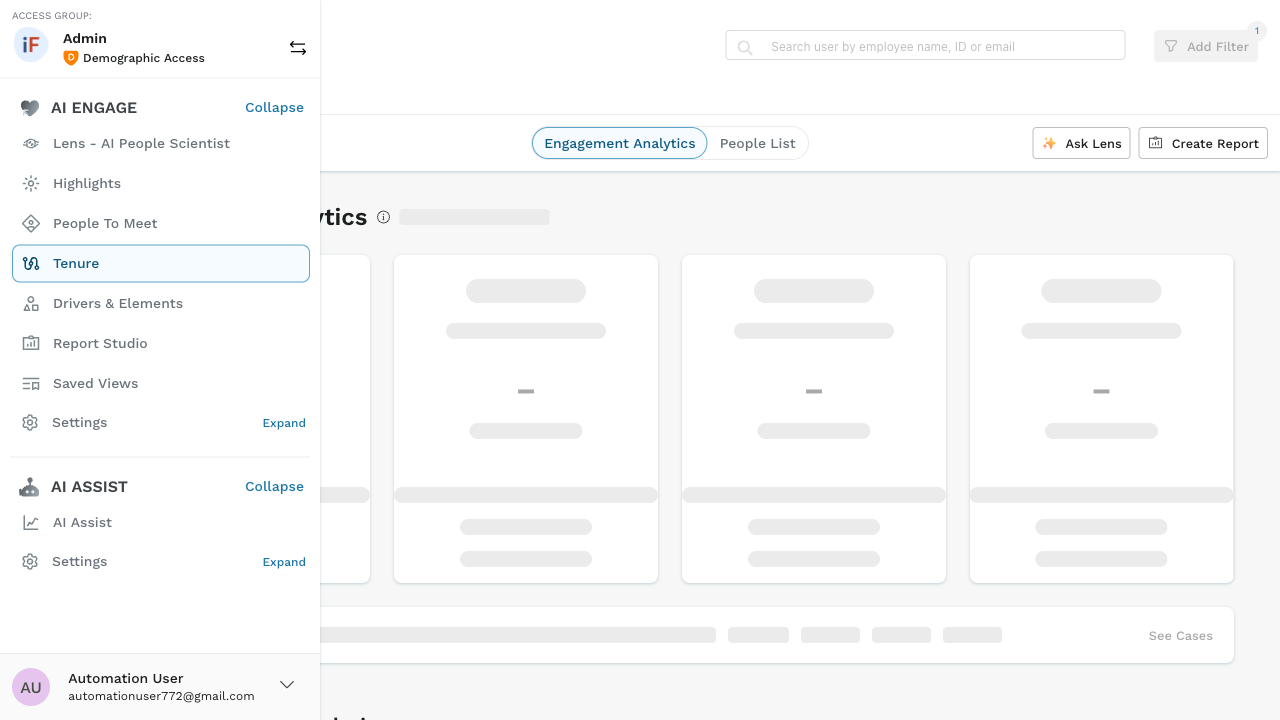 ACCESS GROUP:
iF
Admin
D
Demographic Access
AI ENGAGE
Collapse
Lens - AI People Scientist
Highlights
People To Meet
Tenure
Drivers & Elements
Report Studio
Saved Views
Settings
Expand
AI ASSIST
Collapse
AI Assist
Settings
Expand
AU
Automation User
automationuser772@gmail.com
Search user by employee name, ID or email
Add Filter
1
Engagement Analytics
People List
Ask Lens
Create Report
ytics
–
–
–
See Cases